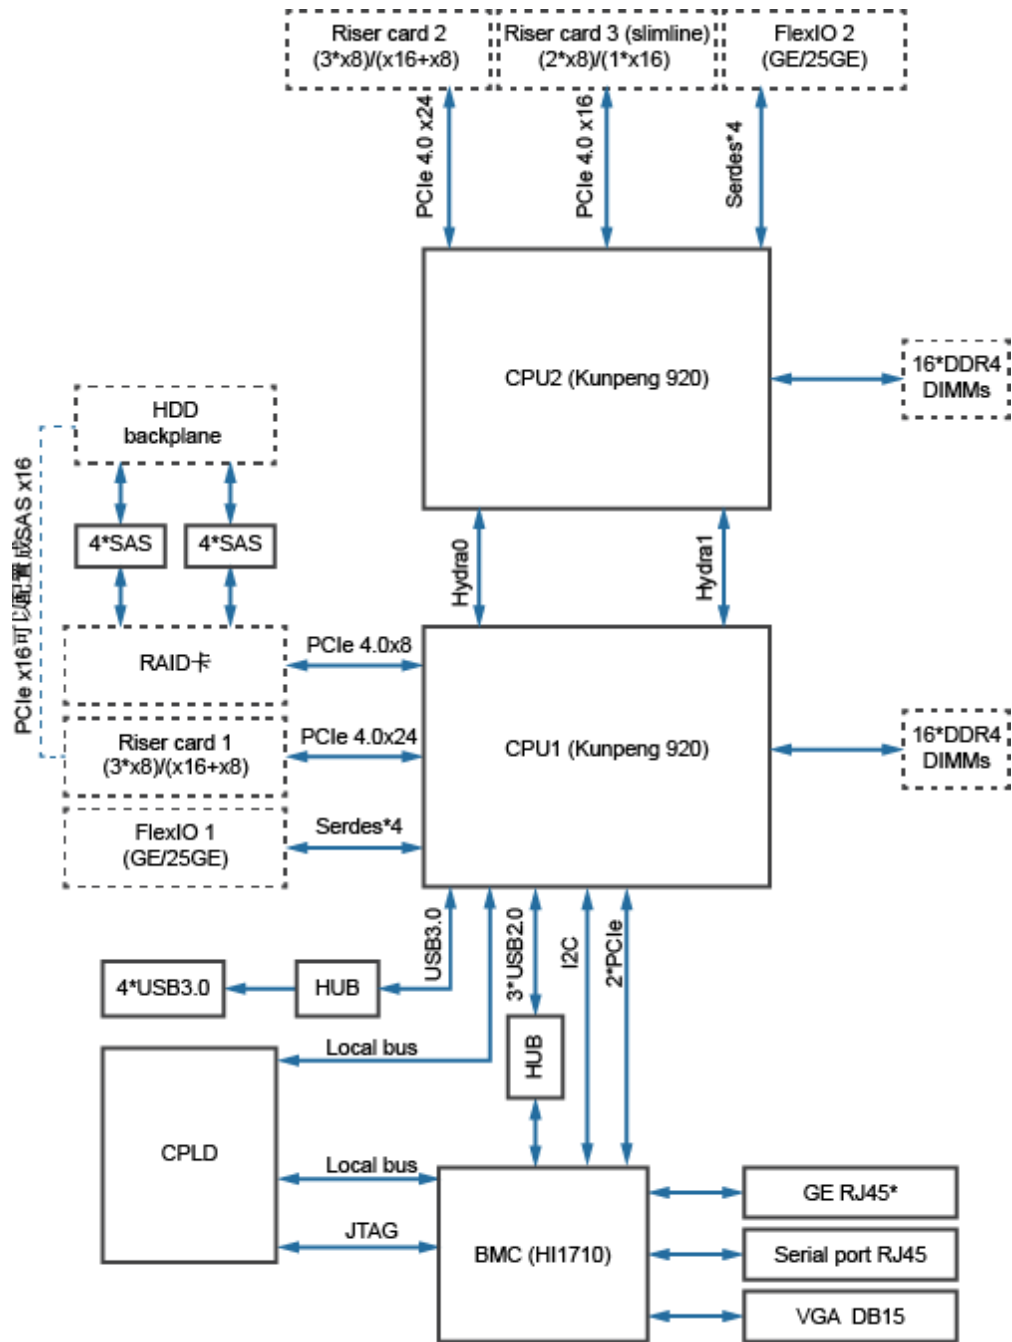 Riser card 2
(3*x8)/(x16+x8)
Riser card 3 (slimline)
(2*x8)/(1*x16)
FlexIO 2
(GE/25GE)
PCIe 4.0 x24
PCIe 4.0 x16
Serdes*4
CPU2 (Kunpeng 920)
16*DDR4
DIMMs
HDD
backplane
4*SAS
4*SAS
PCIe x16可以配置成SAS x16
Hydra0
Hydra1
RAID卡
PCIe 4.0x8
Riser card 1
(3*x8)/(x16+x8)
PCIe 4.0x24
CPU1 (Kunpeng 920)
16*DDR4
DIMMs
FlexIO 1
(GE/25GE)
Serdes*4
USB3.0
3*USB2.0
I2C
2*PCIe
4*USB3.0
HUB
Local bus
HUB
CPLD
Local bus
JTAG
BMC (HI1710)
GE RJ45*
Serial port RJ45
VGA DB15